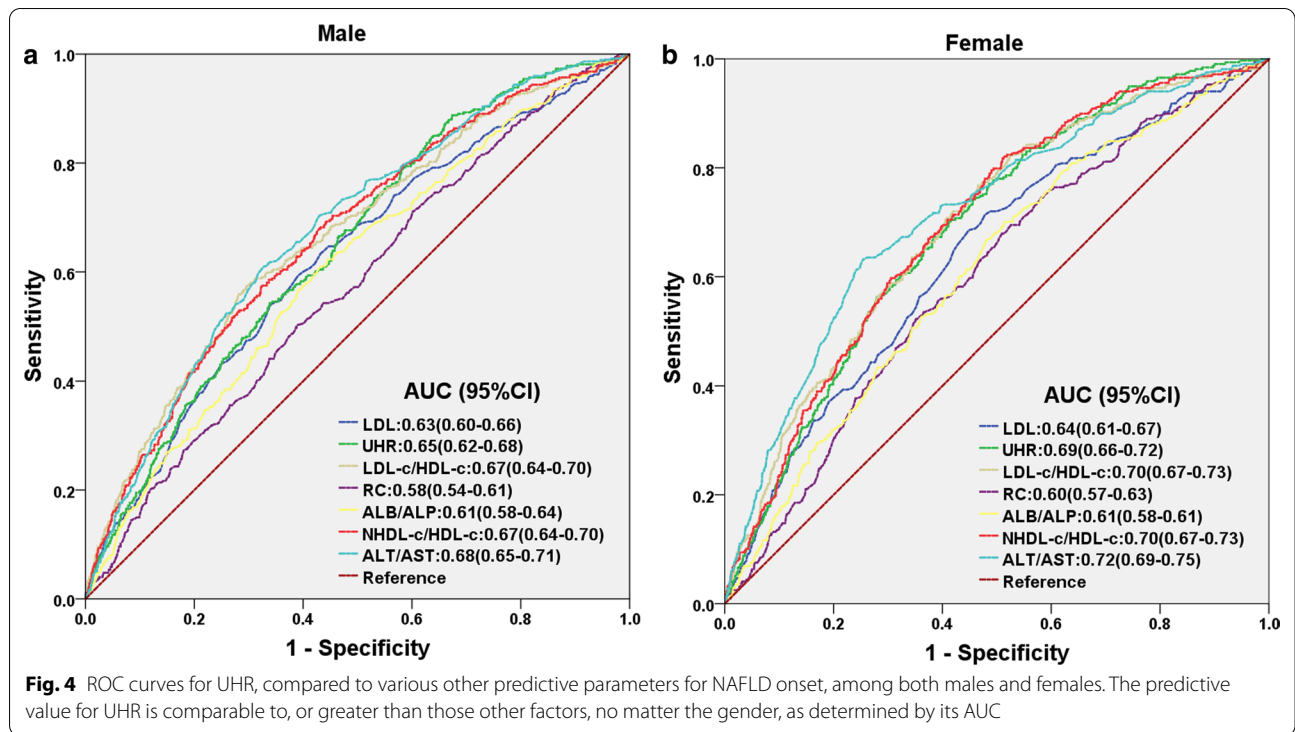 Male
a
1.0
0.8
0.6
0.4
0.2
0.0
Sensitivity
AUC (95%CI)
LDL:0.63(0.60-0.66)
UHR:0.65(0.62-0.68)
LDL-c/HDL-c:0.67(0.64-0.70)
RC:0.58(0.54-0.61)
ALB/ALP:0.61(0.58-0.64)
NHDL-c/HDL-c:0.67(0.64-0.70)
ALT/AST:0.68(0.65-0.71)
Reference
0.0 0.2 0.4 0.6 0.8 1.0
1 - Specificity
Female
b
1.0
0.8
0.6
0.4
0.2
0.0
Sensitivity
AUC (95%CI)
LDL:0.64(0.61-0.67)
UHR:0.69(0.66-0.72)
LDL-c/HDL-c:0.70(0.67-0.73)
RC:0.60(0.57-0.63)
ALB/ALP:0.61(0.58-0.61)
NHDL-c/HDL-c:0.70(0.67-0.73)
ALT/AST:0.72(0.69-0.75)
Reference
0.0 0.2 0.4 0.6 0.8 1.0
1 - Specificity
Fig. 4 ROC curves for UHR, compared to various other predictive parameters for NAFLD onset, among both males and females. The predictive
value for UHR is comparable to, or greater than those other factors, no matter the gender, as determined by its AUC